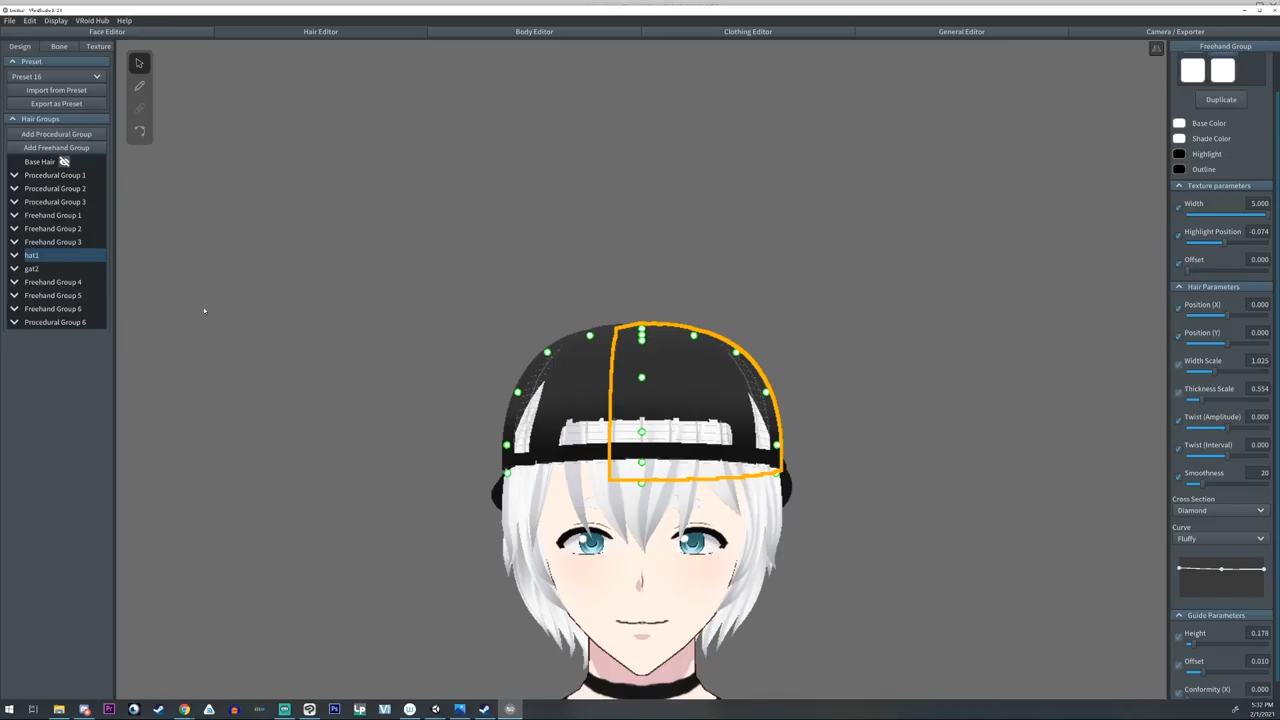 File Edit Display VRoid Hub Help
Face Editor Hair Editor Body Editor Clothing Editor General Editor Camera / Exporter
Design Bone Texture
Preset
Preset 16
Import from Preset
Export as Preset
Hair Groups
Add Procedural Group
Add Freehand Group
Base Hair
Procedural Group 1
Procedural Group 2
Procedural Group 3
Freehand Group 1
Freehand Group 2
Freehand Group 3
hat1
gat2
Freehand Group 4
Freehand Group 5
Freehand Group 6
Procedural Group 6
Freehand Group
Duplicate
Base Color
Shade Color
Highlight
Outline
Texture parameters
Width 5.000
Highlight Position -0.074
Offset 0.000
Hair Parameters
Position (X) 0.000
Position (Y) 0.000
Width Scale 1.025
Thickness Scale 0.554
Twist (Amplitude) 0.000
Twist (Interval) 0.000
Smoothness 20
Cross Section
Diamond
Curve
Fluffy
Guide Parameters
Height 0.178
Offset 0.010
Conformity (X) 0.000
5:32 PM
2/1/2021